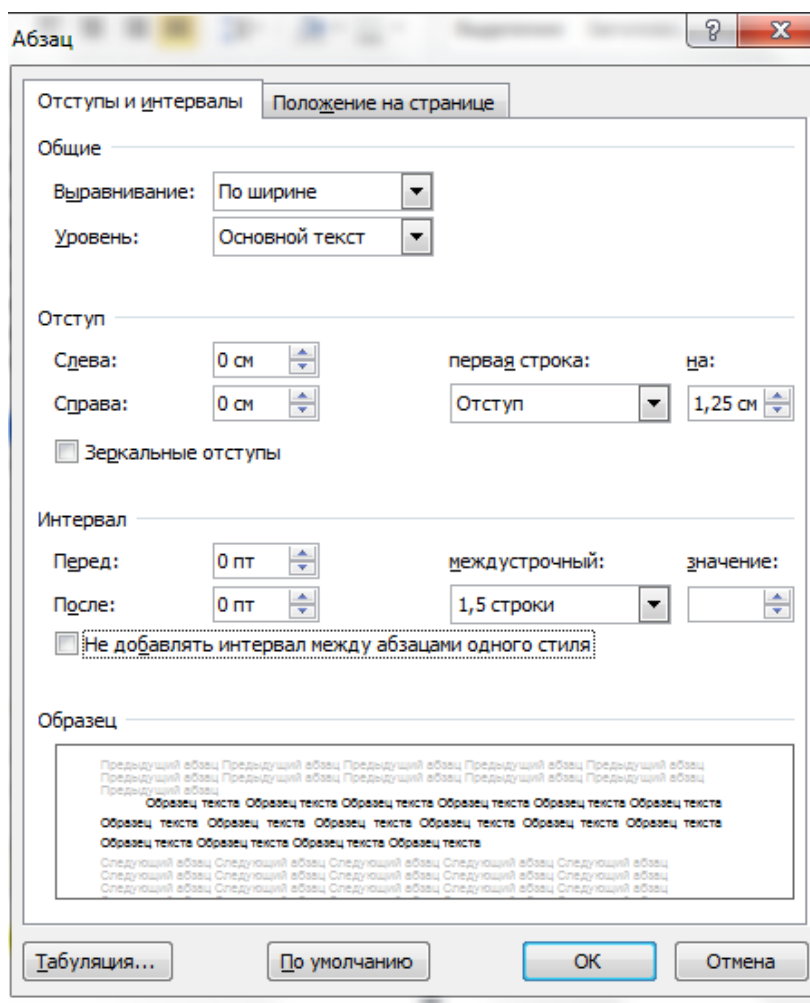 Абзац
Отступы и интервалы Положение на странице
Общие
Выравнивание: По ширине
Уровень: Основной текст
Отступ
Слева: 0 см первая строка: на:
Справа: 0 см Отступ 1,25 см
Зеркальные отступы
Интервал
Перед: 0 пт междустрочный: значение:
После: 0 пт 1,5 строки
Не добавлять интервал между абзацами одного стиля
Образец
Предыдущий абзац Предыдущий абзац Предыдущий абзац Предыдущий абзац Предыдущий абзац
Предыдущий абзац Предыдущий абзац Предыдущий абзац Предыдущий абзац Предыдущий абзац
Предыдущий абзац
Образец текста Образец текста Образец текста Образец текста Образец текста Образец текста
Образец текста Образец текста Образец текста Образец текста Образец текста Образец текста
Образец текста Образец текста Образец текста Образец текста
Следующий абзац Следующий абзац Следующий абзац Следующий абзац Следующий абзац
Следующий абзац Следующий абзац Следующий абзац Следующий абзац Следующий абзац
Следующий абзац Следующий абзац Следующий абзац Следующий абзац Следующий абзац
Табуляция... По умолчанию ОК Отмена